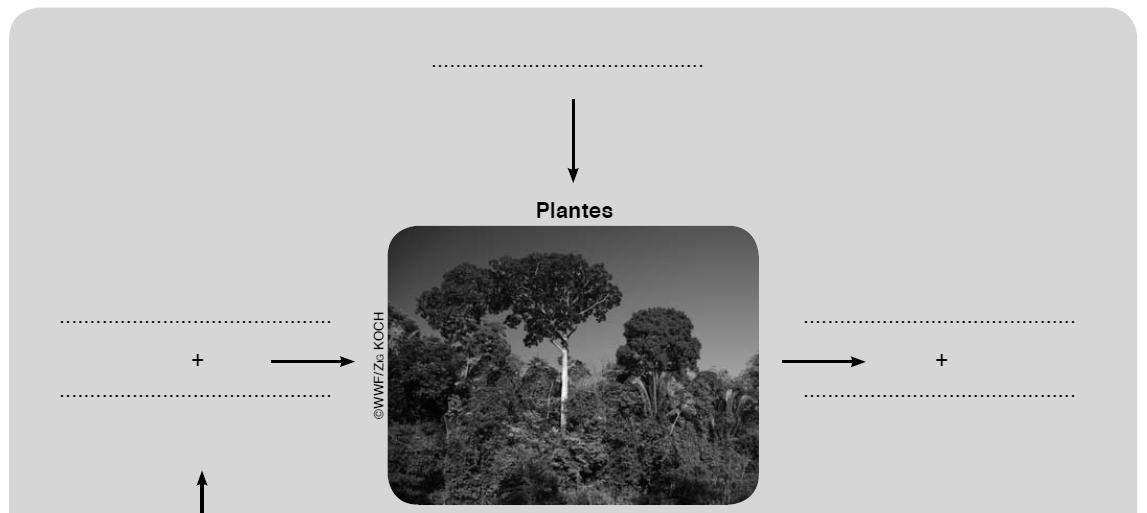 Plantes
+
+
©WWF/ZIG KOCH